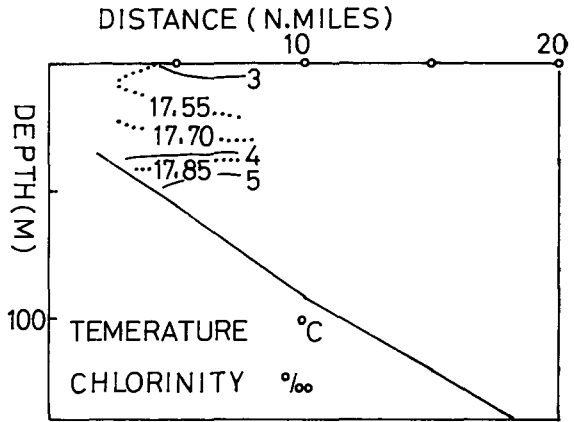 DISTANCE (N.MILES)
10
20
3
17.55
17.70
4
17.85
5
DEPTH(M)
100
TEMERATURE °C
CHLORINITY ‰